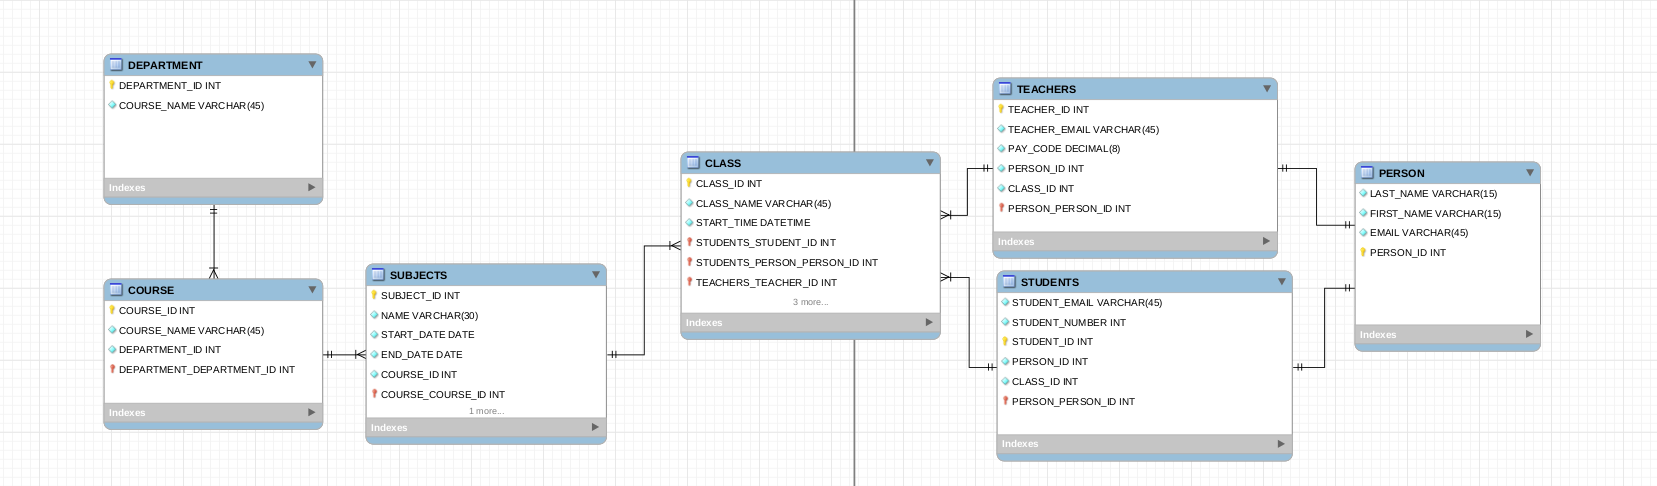 DEPARTMENT
DEPARTMENT_ID INT
COURSE_NAME VARCHAR(45)
Indexes
COURSE
COURSE_ID INT
COURSE_NAME VARCHAR(45)
DEPARTMENT_ID INT
DEPARTMENT_DEPARTMENT_ID INT
Indexes
SUBJECTS
SUBJECT_ID INT
NAME VARCHAR(30)
START_DATE DATE
END_DATE DATE
COURSE_ID INT
COURSE_COURSE_ID INT
1 more...
Indexes
CLASS
CLASS_ID INT
CLASS_NAME VARCHAR(45)
START_TIME DATETIME
STUDENTS_STUDENT_ID INT
STUDENTS_PERSON_PERSON_ID INT
TEACHERS_TEACHER_ID INT
3 more...
Indexes
TEACHERS
TEACHER_ID INT
TEACHER_EMAIL VARCHAR(45)
PAY_CODE DECIMAL(8)
PERSON_ID INT
CLASS_ID INT
PERSON_PERSON_ID INT
Indexes
STUDENTS
STUDENT_EMAIL VARCHAR(45)
STUDENT_NUMBER INT
STUDENT_ID INT
PERSON_ID INT
CLASS_ID INT
PERSON_PERSON_ID INT
Indexes
PERSON
LAST_NAME VARCHAR(15)
FIRST_NAME VARCHAR(15)
EMAIL VARCHAR(45)
PERSON_ID INT
Indexes